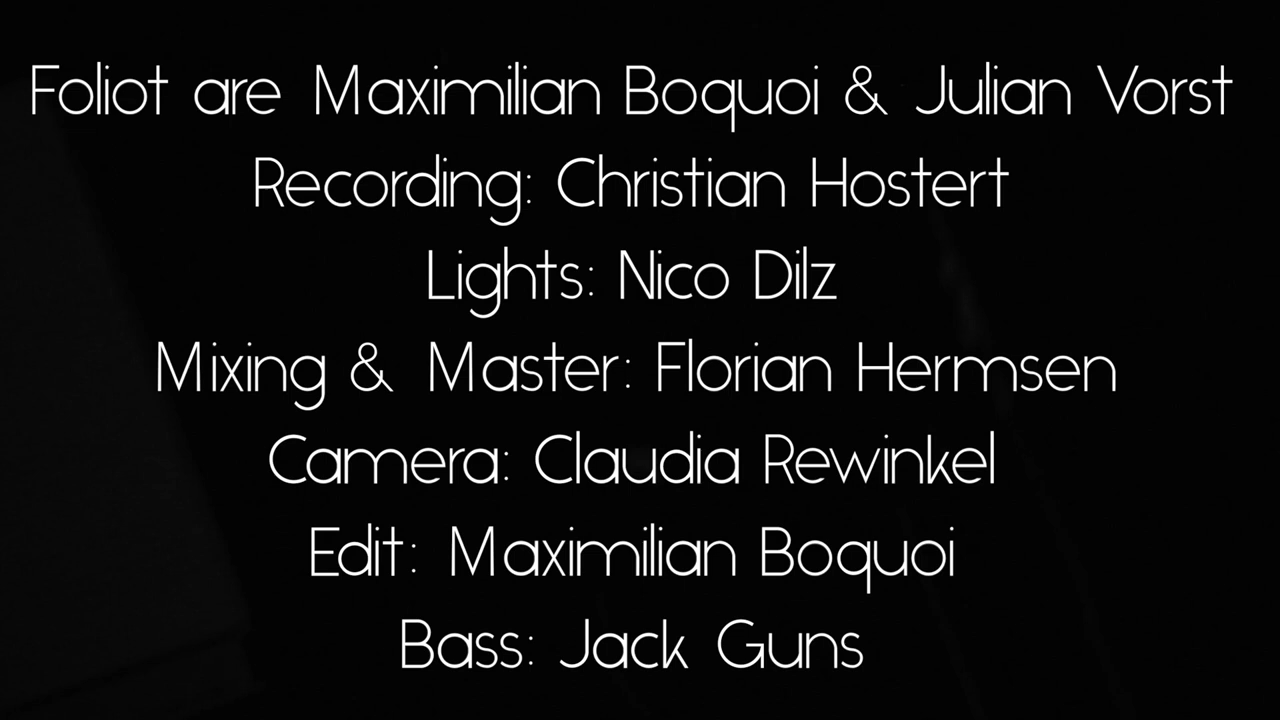 Foliot are Maximilian Boquoi & Julian Vorst
Recording: Christian Hostert
Lights: Nico Dilz
Mixing & Master: Florian Hermsen
Camera: Claudia Rewinkel
Edit: Maximilian Boquoi
Bass: Jack Guns